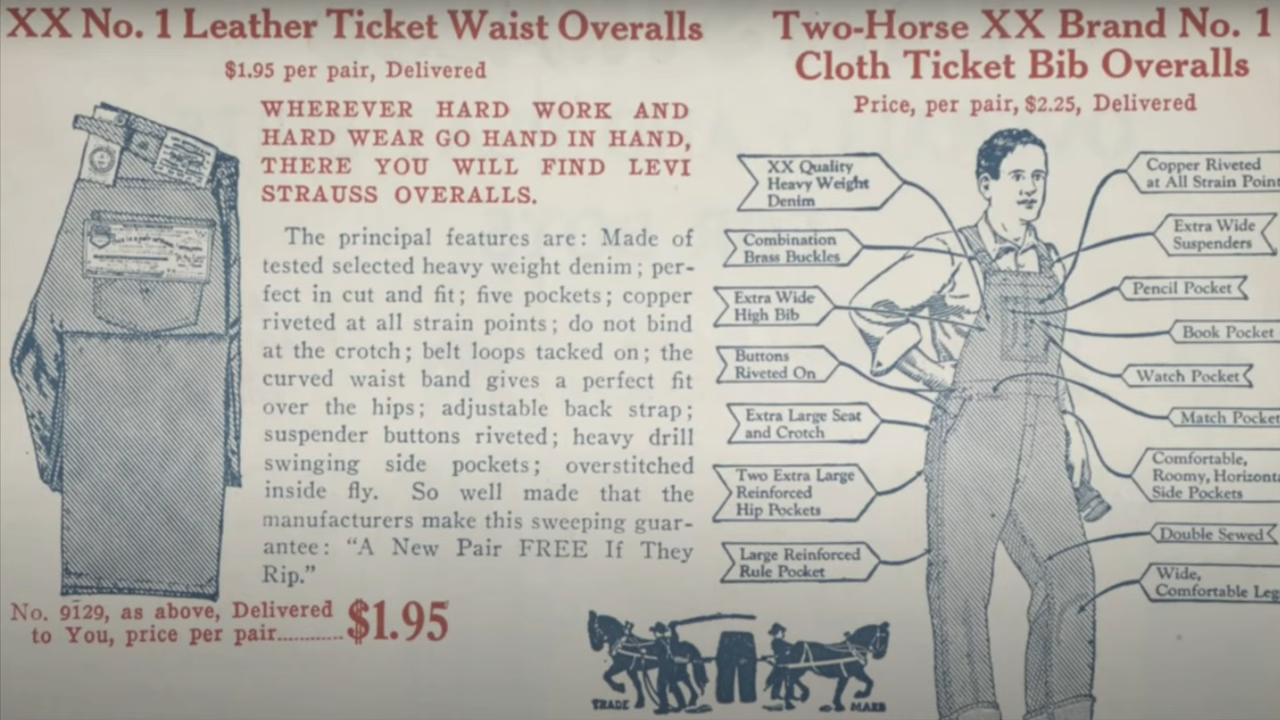 XX No. 1 Leather Ticket Waist Overalls
$1.95 per pair, Delivered
WHEREVER HARD WORK AND
HARD WEAR GO HAND IN HAND,
THERE YOU WILL FIND LEVI
STRAUSS OVERALLS.
The principal features are: Made of
tested selected heavy weight denim; per-
fect in cut and fit; five pockets; copper
riveted at all strain points; do not bind
at the crotch; belt loops tacked on; the
curved waist band gives a perfect fit
over the hips; adjustable back strap;
suspender buttons riveted; heavy drill
swinging side pockets; overstitched
inside fly. So well made that the
manufacturers make this sweeping guar-
antee: “A New Pair FREE If They
Rip.”
No. 9129, as above, Delivered
to You, price per pair........... $1.95
Two-Horse XX Brand No. 1
Cloth Ticket Bib Overalls
Price, per pair, $2.25, Delivered
XX Quality
Heavy Weight
Denim
Combination
Brass Buckles
Extra Wide
High Bib
Buttons
Riveted On
Extra Large Seat
and Crotch
Two Extra Large
Reinforced
Hip Pockets
Large Reinforced
Rule Pocket
Copper Riveted
at All Strain Point
Extra Wide
Suspenders
Pencil Pocket
Book Pocket
Watch Pocket
Match Pocket
Comfortable,
Roomy, Horizonta
Side Pockets
Double Sewed
Wide,
Comfortable Leg
TRADE MARK